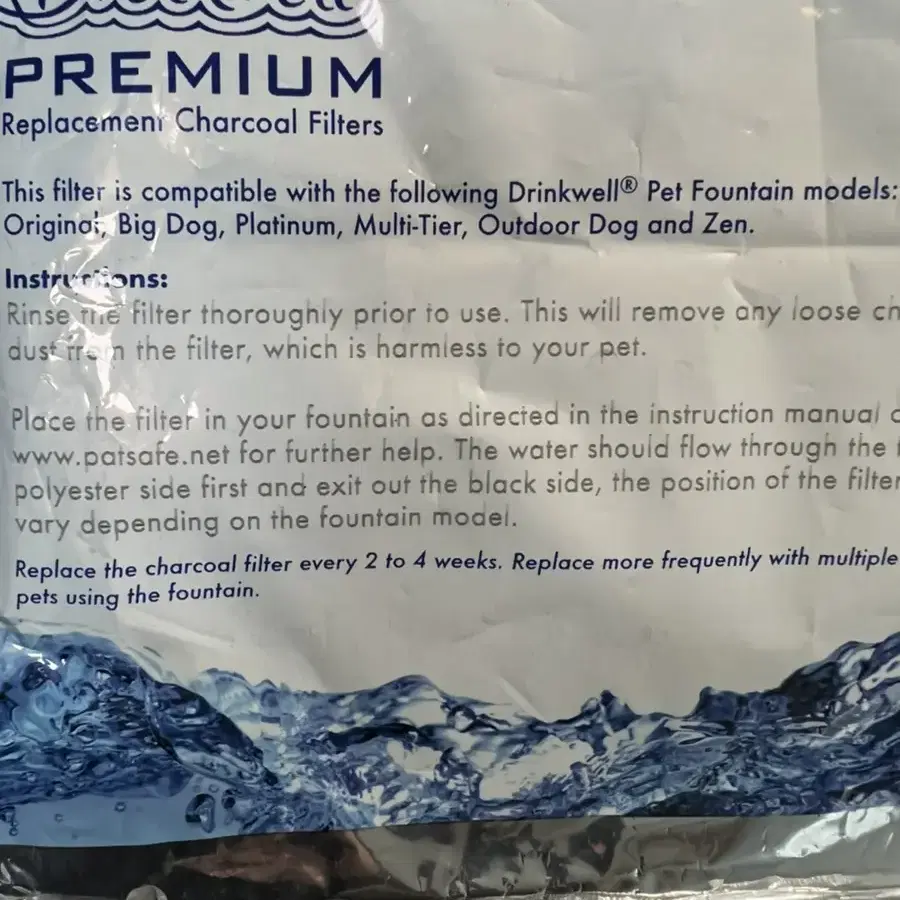 PREMIUM
Replacement Charcoal Filters
This filter is compatible with the following Drinkwell® Pet Fountain models:
Original, Big Dog, Platinum, Multi-Tier, Outdoor Dog and Zen.
Instructions:
Rinse the filter thoroughly prior to use. This will remove any loose ch
dust from the filter, which is harmless to your pet.
Place the filter in your fountain as directed in the instruction manual
www.petsafe.net for further help. The water should flow through the
polyester side first and exit out the black side, the position of the filter
vary depending on the fountain model.
Replace the charcoal filter every 2 to 4 weeks. Replace more frequently with multiple
pets using the fountain.